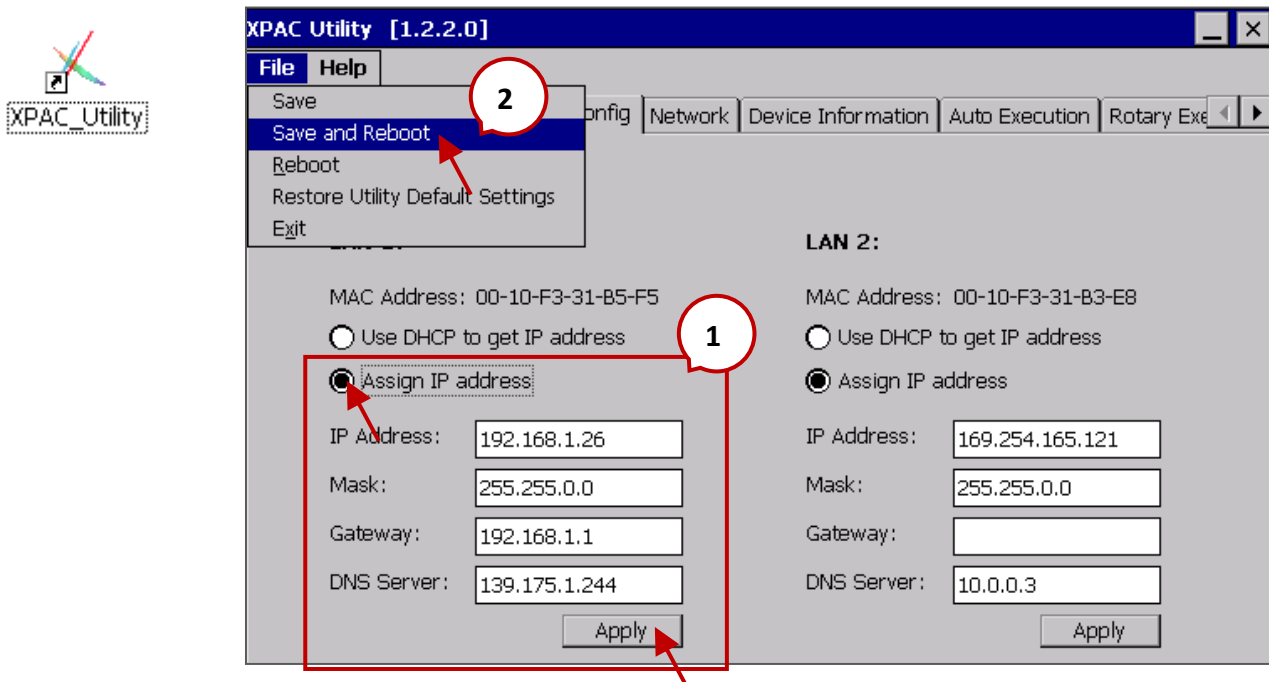 XPAC_Utility
XPAC Utility [1.2.2.0]
File Help
Save
Save and Reboot
Reboot
Restore Utility Default Settings
Exit
2
Network Device Information Auto Execution Rotary Exe
LAN 2:
MAC Address: 00-10-F3-31-B5-F5
Use DHCP to get IP address
1
Assign IP address
IP Address: 192.168.1.26
Mask: 255.255.0.0
Gateway: 192.168.1.1
DNS Server: 139.175.1.244
Apply
MAC Address: 00-10-F3-31-B3-E8
Use DHCP to get IP address
Assign IP address
IP Address: 169.254.165.121
Mask: 255.255.0.0
Gateway:
DNS Server: 10.0.0.3
Apply